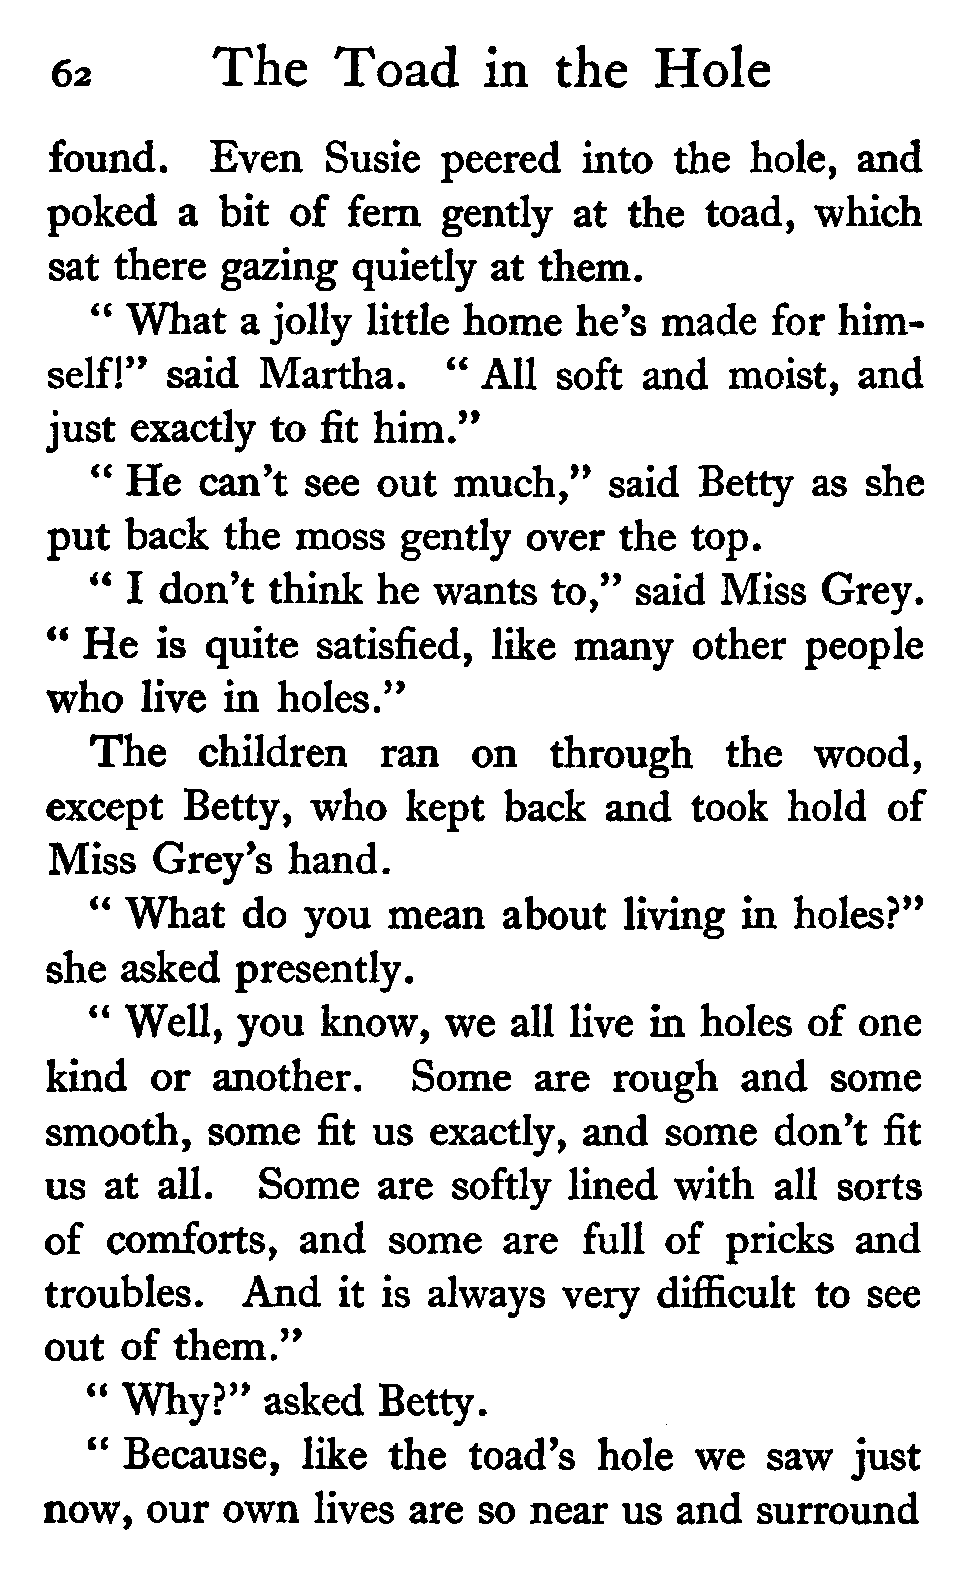 62 The Toad in the Hole
found. Even Susie peered into the hole, and
poked a bit of fern gently at the toad, which
sat there gazing quietly at them.
“ What a jolly little home he’s made for him-
self!” said Martha. “ All soft and moist, and
just exactly to fit him.”
“ He can’t see out much,” said Betty as she
put back the moss gently over the top.
“ I don’t think he wants to,” said Miss Grey.
“ He is quite satisfied, like many other people
who live in holes.”
The children ran on through the wood,
except Betty, who kept back and took hold of
Miss Grey’s hand.
“ What do you mean about living in holes?”
she asked presently.
“ Well, you know, we all live in holes of one
kind or another. Some are rough and some
smooth, some fit us exactly, and some don’t fit
us at all. Some are softly lined with all sorts
of comforts, and some are full of pricks and
troubles. And it is always very difficult to see
out of them.”
“ Why?” asked Betty.
“ Because, like the toad’s hole we saw just
now, our own lives are so near us and surround